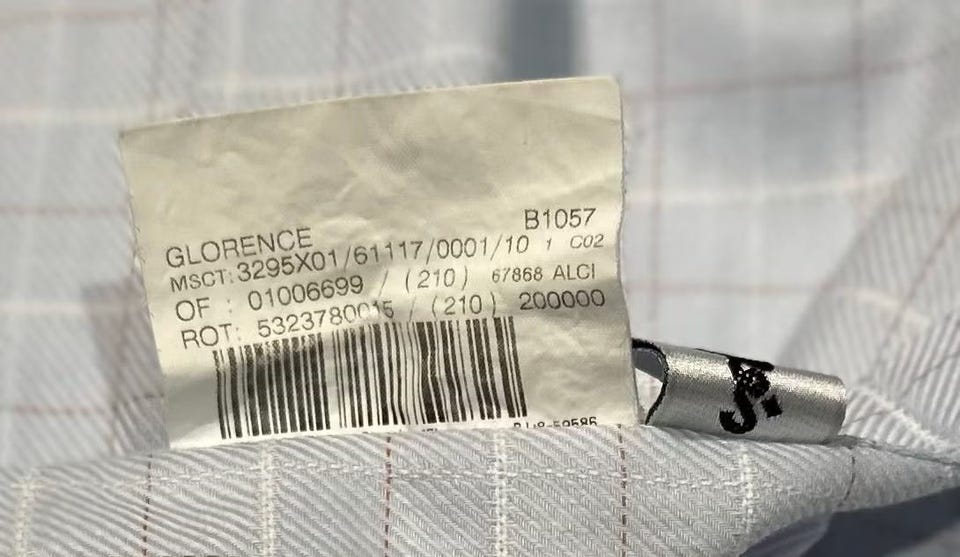 B1057
GLORENCE
MSCT:3295X01/61117/0001/10 1 C02
OF : 01006699 / (210) 67868 ALCI
ROT: 5323780015 / (210) 200000